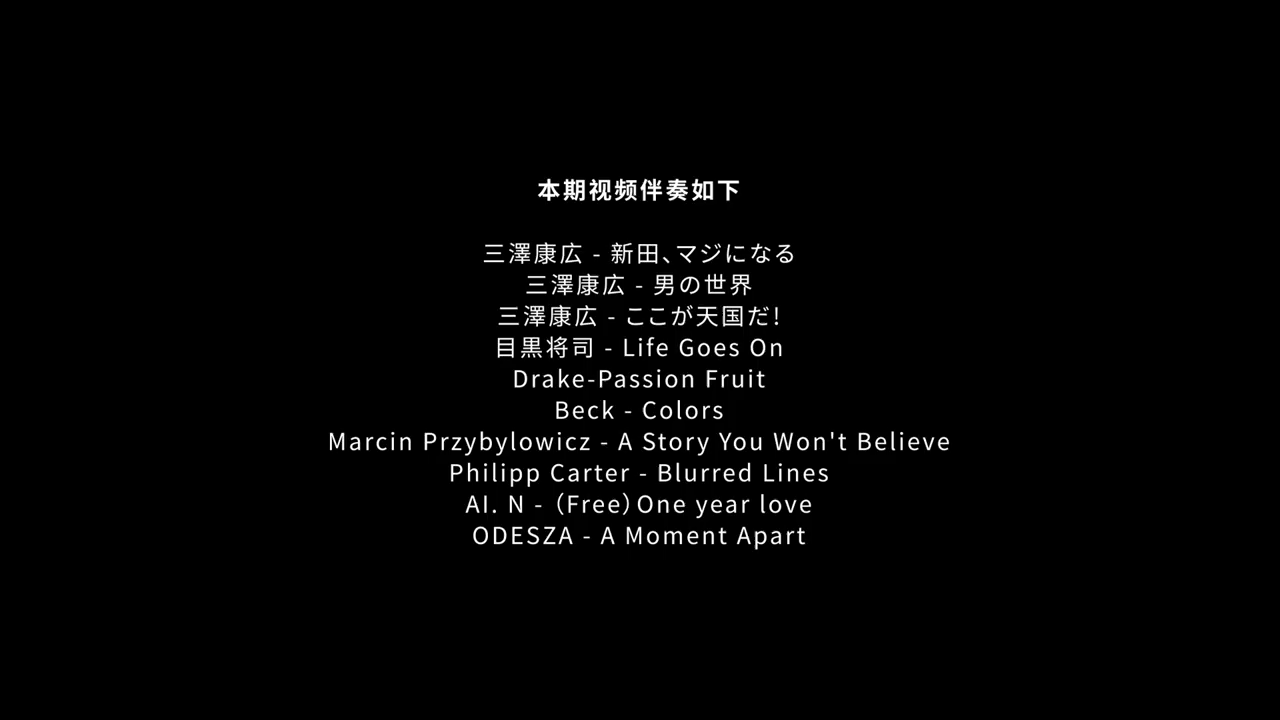 本期视频伴奏如下
三澤康広 - 新田、マジになる
三澤康広 - 男の世界
三澤康広 - ここが天国だ！
目黒将司 - Life Goes On
Drake-Passion Fruit
Beck - Colors
Marcin Przybylowicz - A Story You Won't Believe
Philipp Carter - Blurred Lines
AI. N - （Free）One year love
ODESZA - A Moment Apart